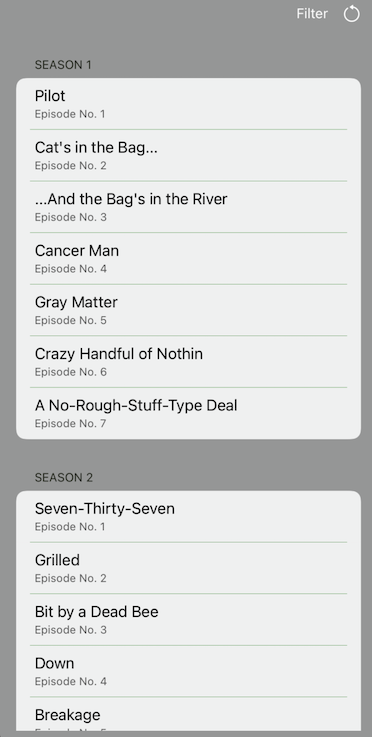 Filter
SEASON 1
Pilot
Episode No. 1
Cat's in the Bag...
Episode No. 2
...And the Bag's in the River
Episode No. 3
Cancer Man
Episode No. 4
Gray Matter
Episode No. 5
Crazy Handful of Nothin
Episode No. 6
A No-Rough-Stuff-Type Deal
Episode No. 7
SEASON 2
Seven-Thirty-Seven
Episode No. 1
Grilled
Episode No. 2
Bit by a Dead Bee
Episode No. 3
Down
Episode No. 4
Breakage